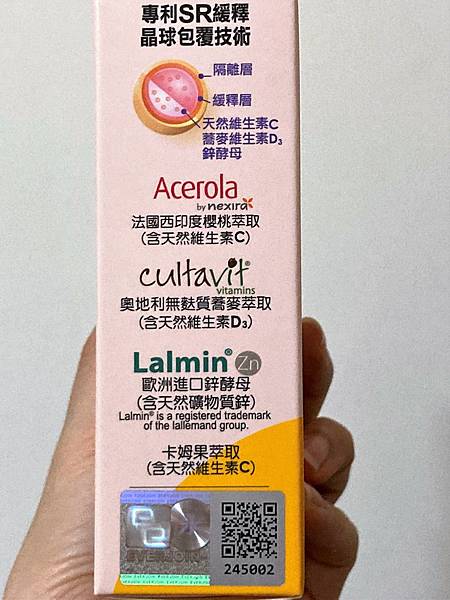 專利SR緩釋
晶球包覆技術
隔離層
緩釋層
天然維生素C
蕎麥維生素D₃
鋅酵母
Acerola
by nexira
法國西印度櫻桃萃取
(含天然維生素C)
cultavit®
vitamins
奧地利無麩質蕎麥萃取
(含天然維生素D₃)
Lalmin® Zn
歐洲進口鋅酵母
(含天然礦物質鋅)
Lalmin® is a registered trademark
of the lallemand group.
卡姆果萃取
(含天然維生素C)
245002